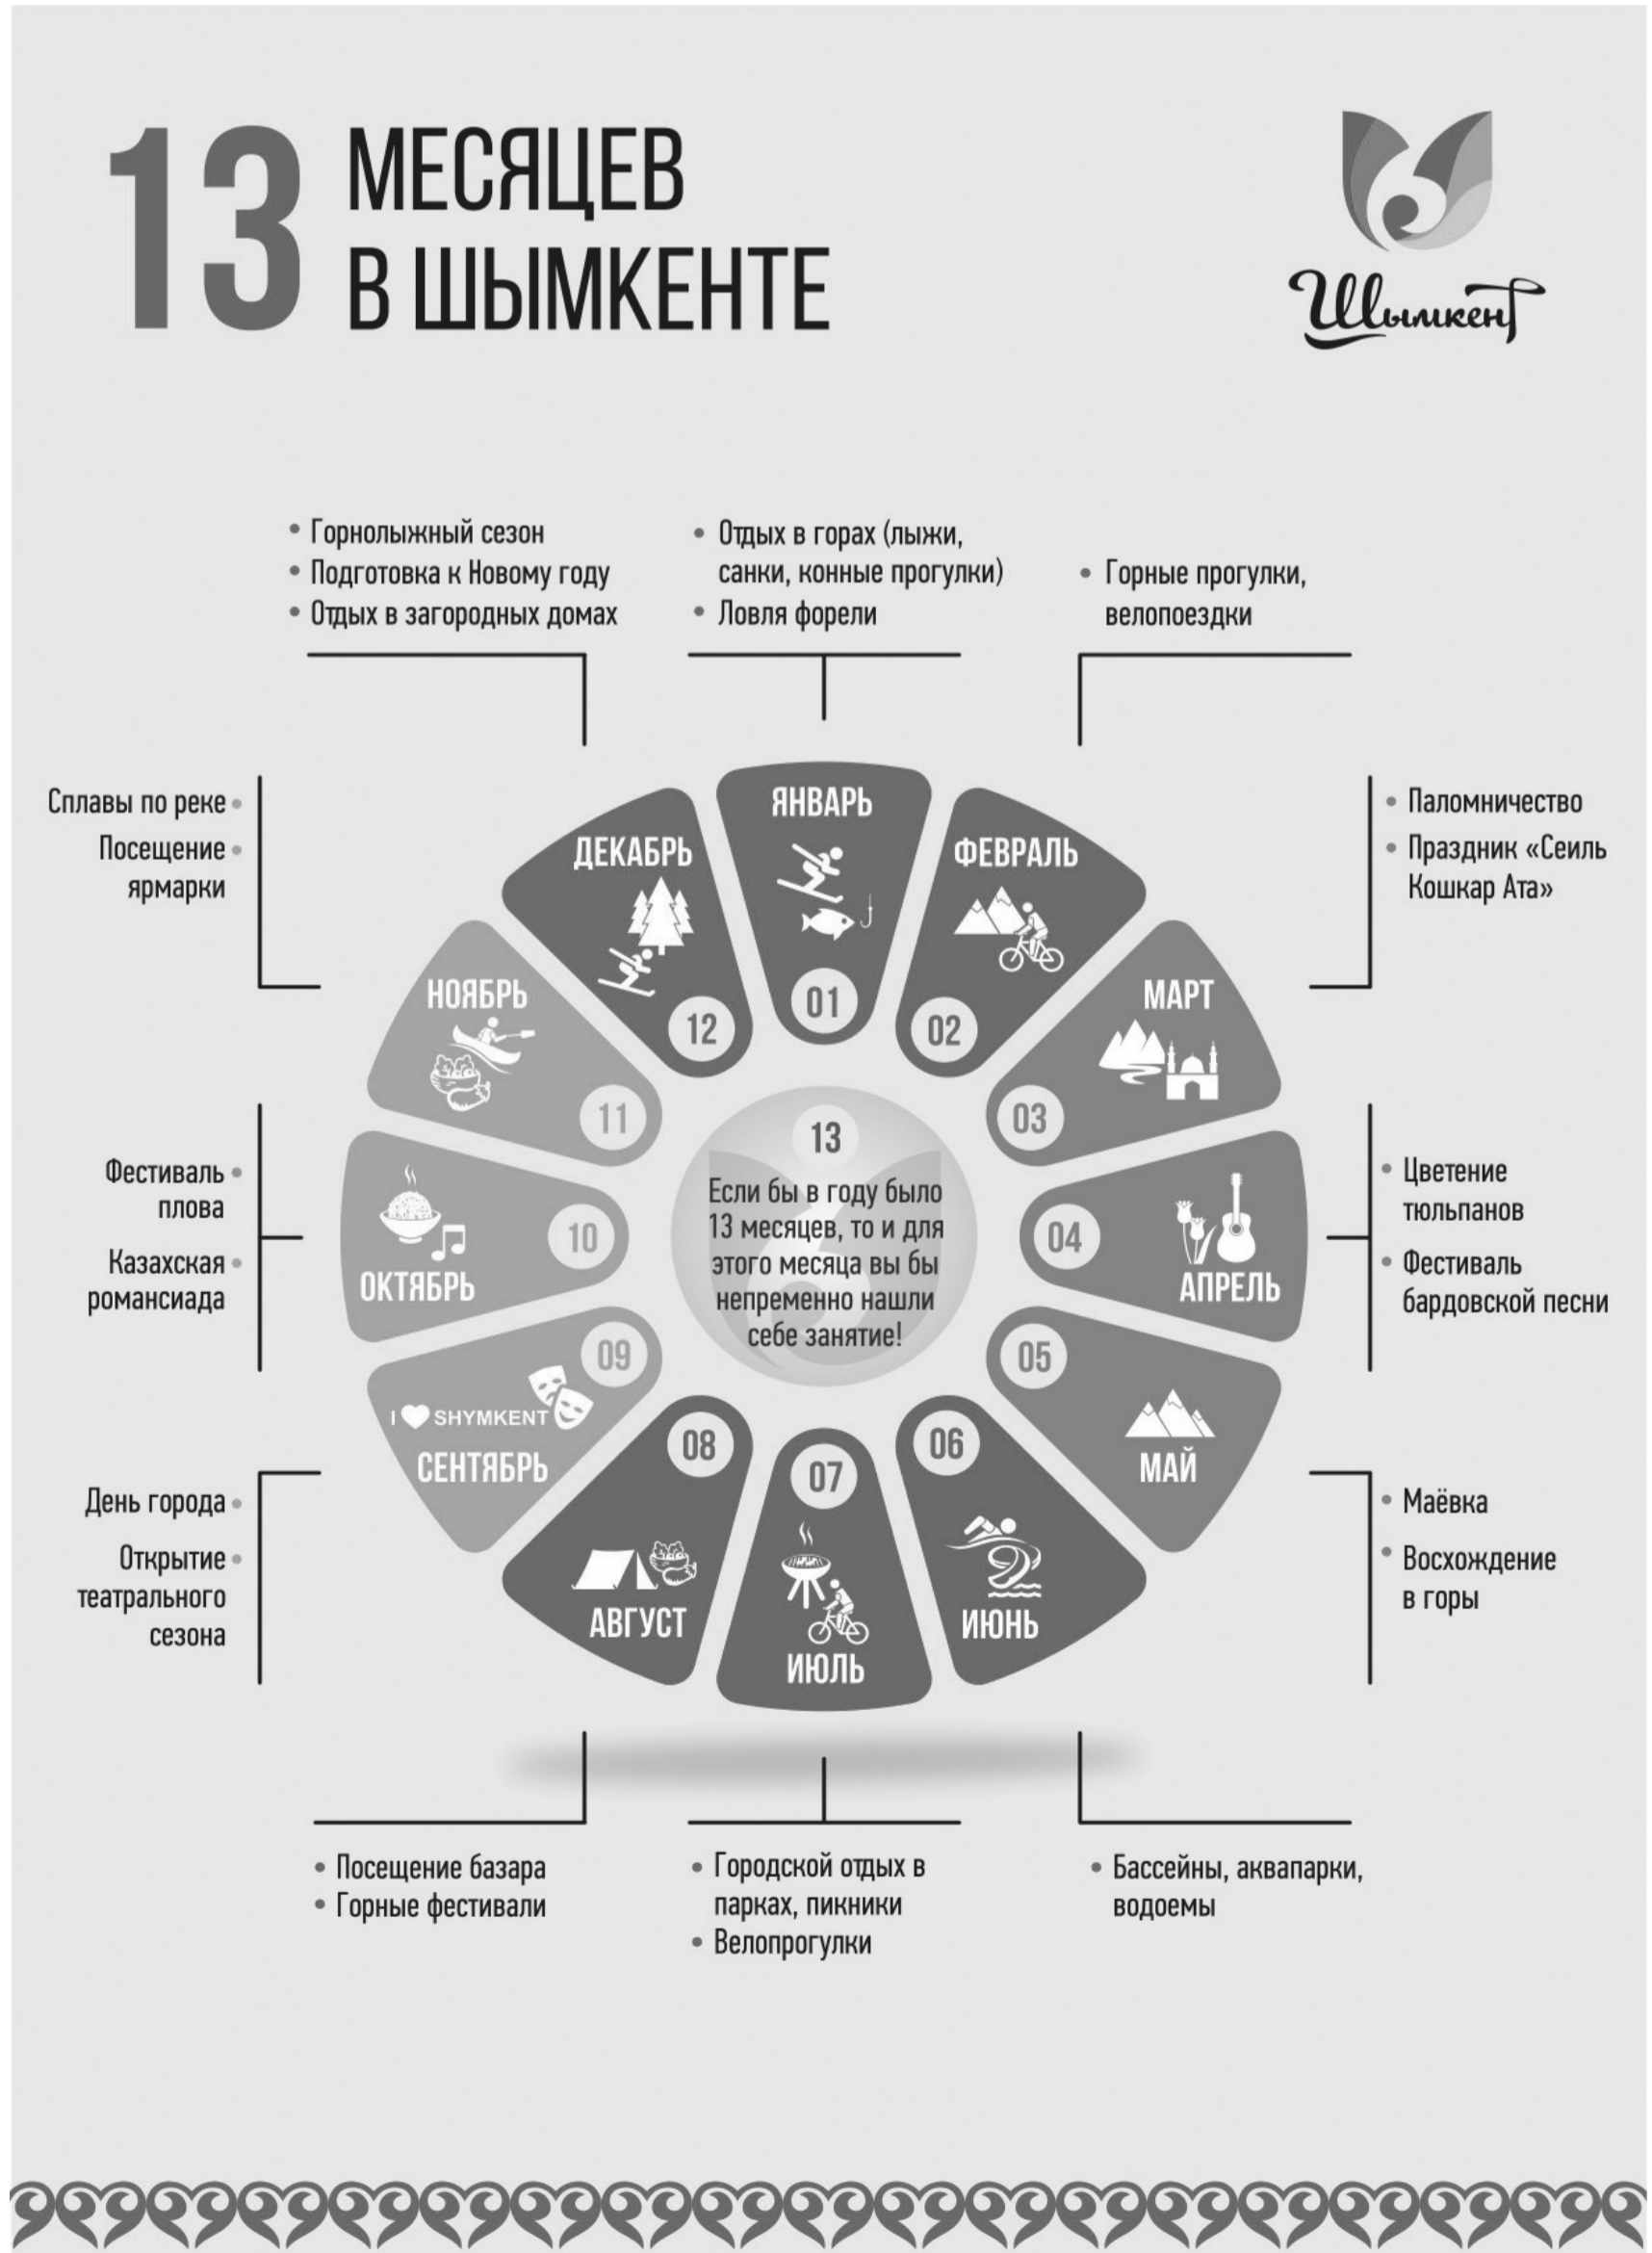 13
МЕСЯЦЕВ
В ШЫМКЕНТЕ
Шымкент
• Горнолыжный сезон
• Подготовка к Новому году
• Отдых в загородных домах
• Отдых в горах (лыжи,
санки, конные прогулки)
• Ловля форели
• Горные прогулки,
велопоездки
Сплавы по реке •
Посещение •
ярмарки
• Паломничество
• Праздник «Сеиль
Кошкар Ата»
Фестиваль •
плова
Казахская •
романсиада
• Цветение
тюльпанов
• Фестиваль
бардовской песни
День города •
Открытие •
театрального
сезона
• Маёвка
• Восхождение
в горы
• Посещение базара
• Горные фестивали
• Городской отдых в
парках, пикники
• Велопрогулки
• Бассейны, аквапарки,
водоемы
ЯНВАРЬ
01
ФЕВРАЛЬ
02
МАРТ
03
04
АПРЕЛЬ
05
МАЙ
06
ИЮНЬ
07
ИЮЛЬ
08
АВГУСТ
09
I SHYMKENT
СЕНТЯБРЬ
10
ОКТЯБРЬ
НОЯБРЬ
11
ДЕКАБРЬ
12
13
Если бы в году было
13 месяцев, то и для
этого месяца вы бы
непременно нашли
себе занятие!